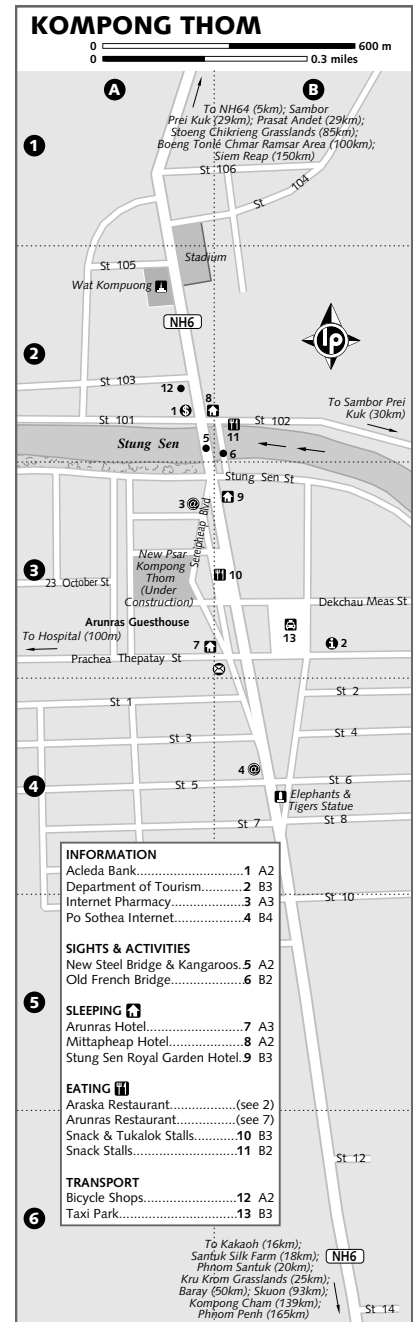 KOMPONG THOM
0 600 m
0 0.3 miles
A
B
To NH64 (5km); Sambor
Prei Kuk (29km); Prasat Andet (29km);
Stoeng Chikrieng Grasslands (85km);
Boeng Tonlé Chmar Ramsar Area (100km);
Siem Reap (150km)
1
St 106
St 104
Stadium
St 105
Wat Kompuong
NH6
lp
2
St 103
12
8
1
To Sambor Prei
Kuk (30km)
St 101
St 102
11
Stung Sen
5
6
Stung Sen St
3 @
9
Sereipheap Blvd
New Psar
Kompong
Thom
(Under
Construction)
3
10
23 October St
Dekchau Meas St
Arunras Guesthouse
To Hospital (100m)
13
2
7
Prachea Thepatay St
St 2
St 1
St 3
St 4
4 @
4
St 5
St 6
Elephants &
Tigers Statue
St 7
St 8
INFORMATION
Acleda Bank............................1 A2
Department of Tourism..........2 B3
Internet Pharmacy..................3 A3
Po Sothea Internet..................4 B4
St 10
SIGHTS & ACTIVITIES
New Steel Bridge & Kangaroos..5 A2
Old French Bridge...................6 B2
5
SLEEPING
Arunras Hotel..........................7 A3
Mittapheap Hotel....................8 A2
Stung Sen Royal Garden Hotel.9 B3
EATING
Araska Restaurant...............(see 2)
Arunras Restaurant..............(see 7)
Snack & Tukalok Stalls..........10 B3
Snack Stalls...........................11 B2
St 12
TRANSPORT
Bicycle Shops........................12 A2
Taxi Park...............................13 B3
6
To Kakaoh (16km);
Santuk Silk Farm (18km);
Phnom Santuk (20km);
Kru Krom Grasslands (25km);
Baray (50km); Skuon (93km);
Kompong Cham (139km);
Phnom Penh (165km)
NH6
St 14